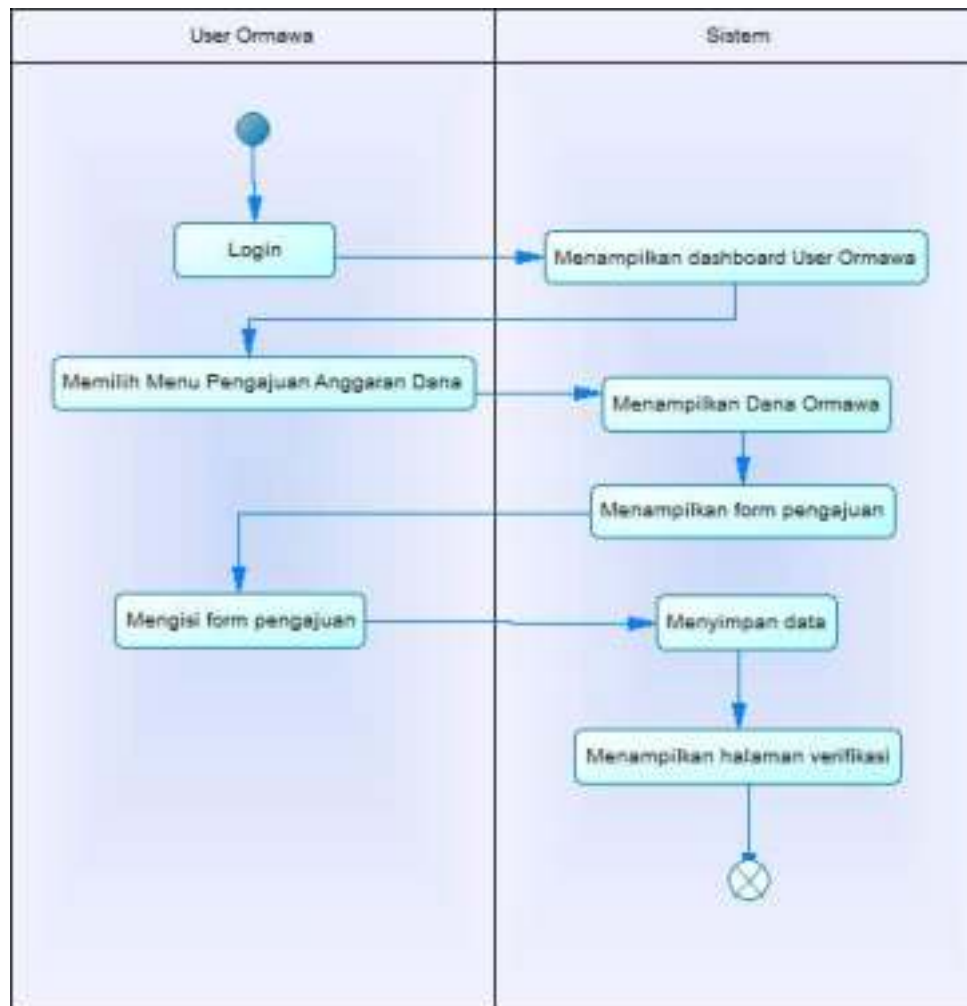 User Ormawa
Sistem
Login
Menampilkan dashboard User Ormawa
Memilih Menu Pengajuan Anggaran Dana
Menampilkan Dana Ormawa
Menampilkan form pengajuan
Mengisi form pengajuan
Menyimpan data
Menampilkan halaman verifikasi